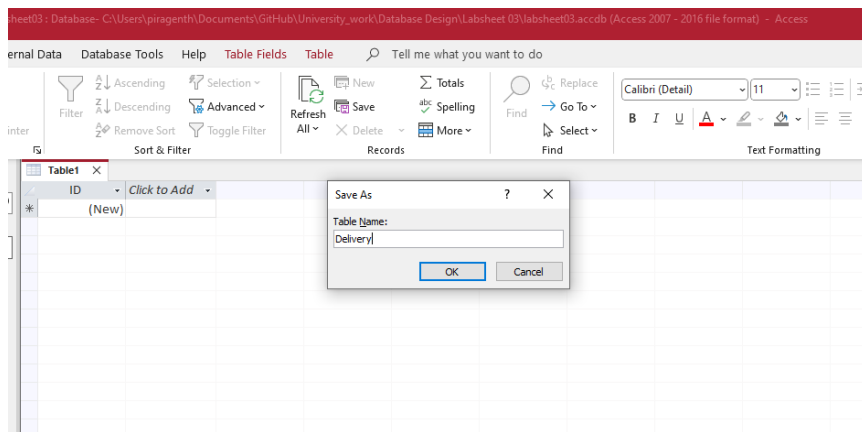 sheet03 : Database- C:\Users\piragenth\Documents\GitHub\University_work\Database Design\Labsheet 03\labsheet03.accdb (Access 2007 - 2016 file format) - Access
ernal Data Database Tools Help Table Fields Table Tell me what you want to do
Ascending Selection New Totals Replace Calibri (Detail) 11
Filter Descending Advanced Refresh All Save Spelling Find Go To
inter Remove Sort Toggle Filter Delete More Select B I U A
Sort & Filter Records Find Text Formatting
Table1
ID Click to Add
(New)
Save As ?
Table Name:
Delivery
OK Cancel